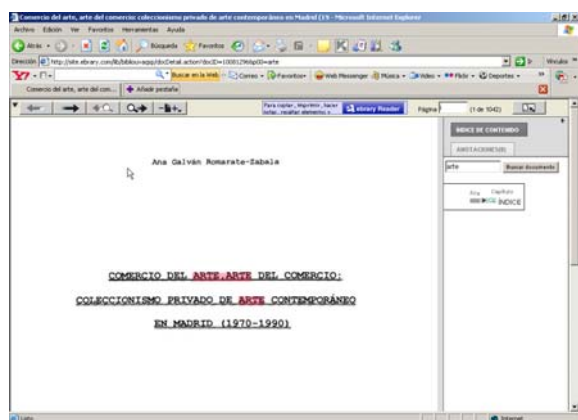 Comercio del arte, arte del comercio: coleccionismo privado de arte contemporáneo en Madrid (19 - Microsoft Internet Explorer
Archivo Edición Ver Favoritos Herramientas Ayuda
Atrás Búsqueda Favoritos
Dirección Ir Vínculos
Buscar en la Web Correo Favoritos Web Messenger Música Vídeo Flickr Deportes
Comercio del arte, arte del com... Añadir pestaña
ebrary Reader Página (1 de 1042)
ÍNDICE DE CONTENIDO
ANOTACIONES(0)
arte Buscar documento
Capítulo
ÍNDICE
Ana Galván Romarate-Zabala
COMERCIO DEL ARTE;ARTE DEL COMERCIO:
COLECCIONISMO PRIVADO DE ARTE CONTEMPORÁNEO
EN MADRID (1970-1990)
Listo Internet